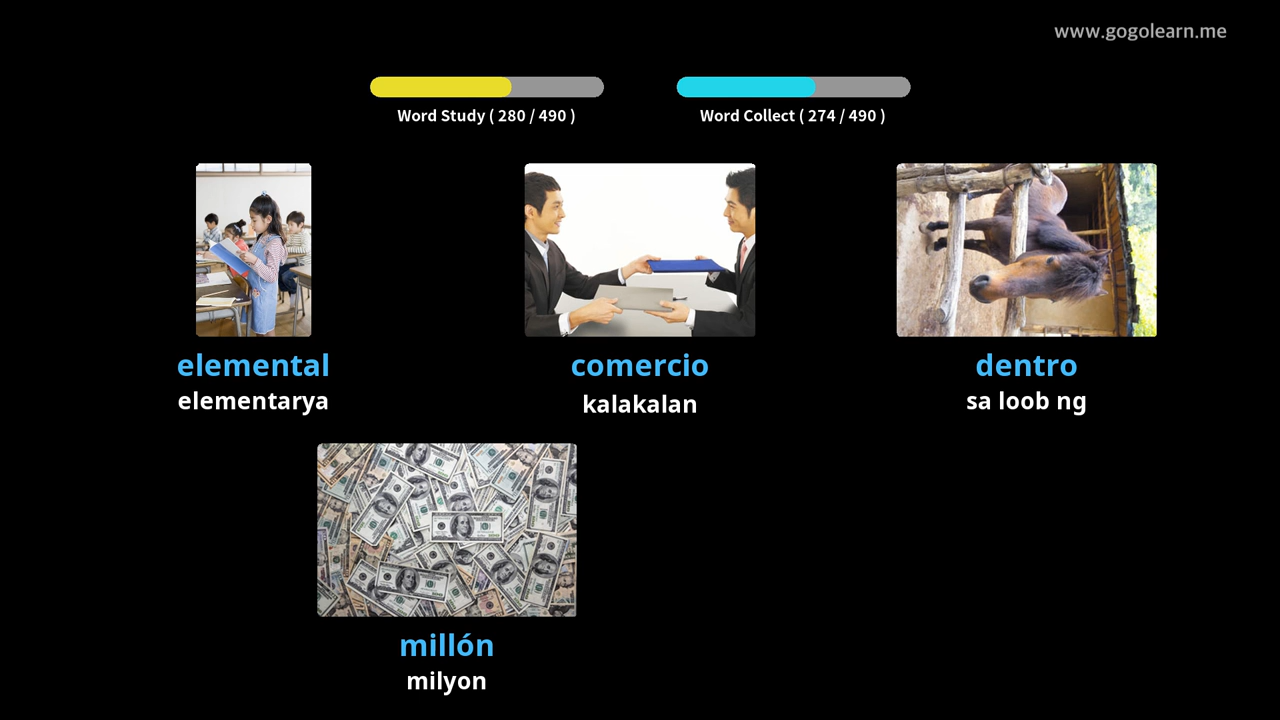 www.gogolearn.me
Word Study ( 280 / 490 )
Word Collect ( 274 / 490 )
elemental
elementarya
comercio
kalakalan
dentro
sa loob ng
millón
milyon